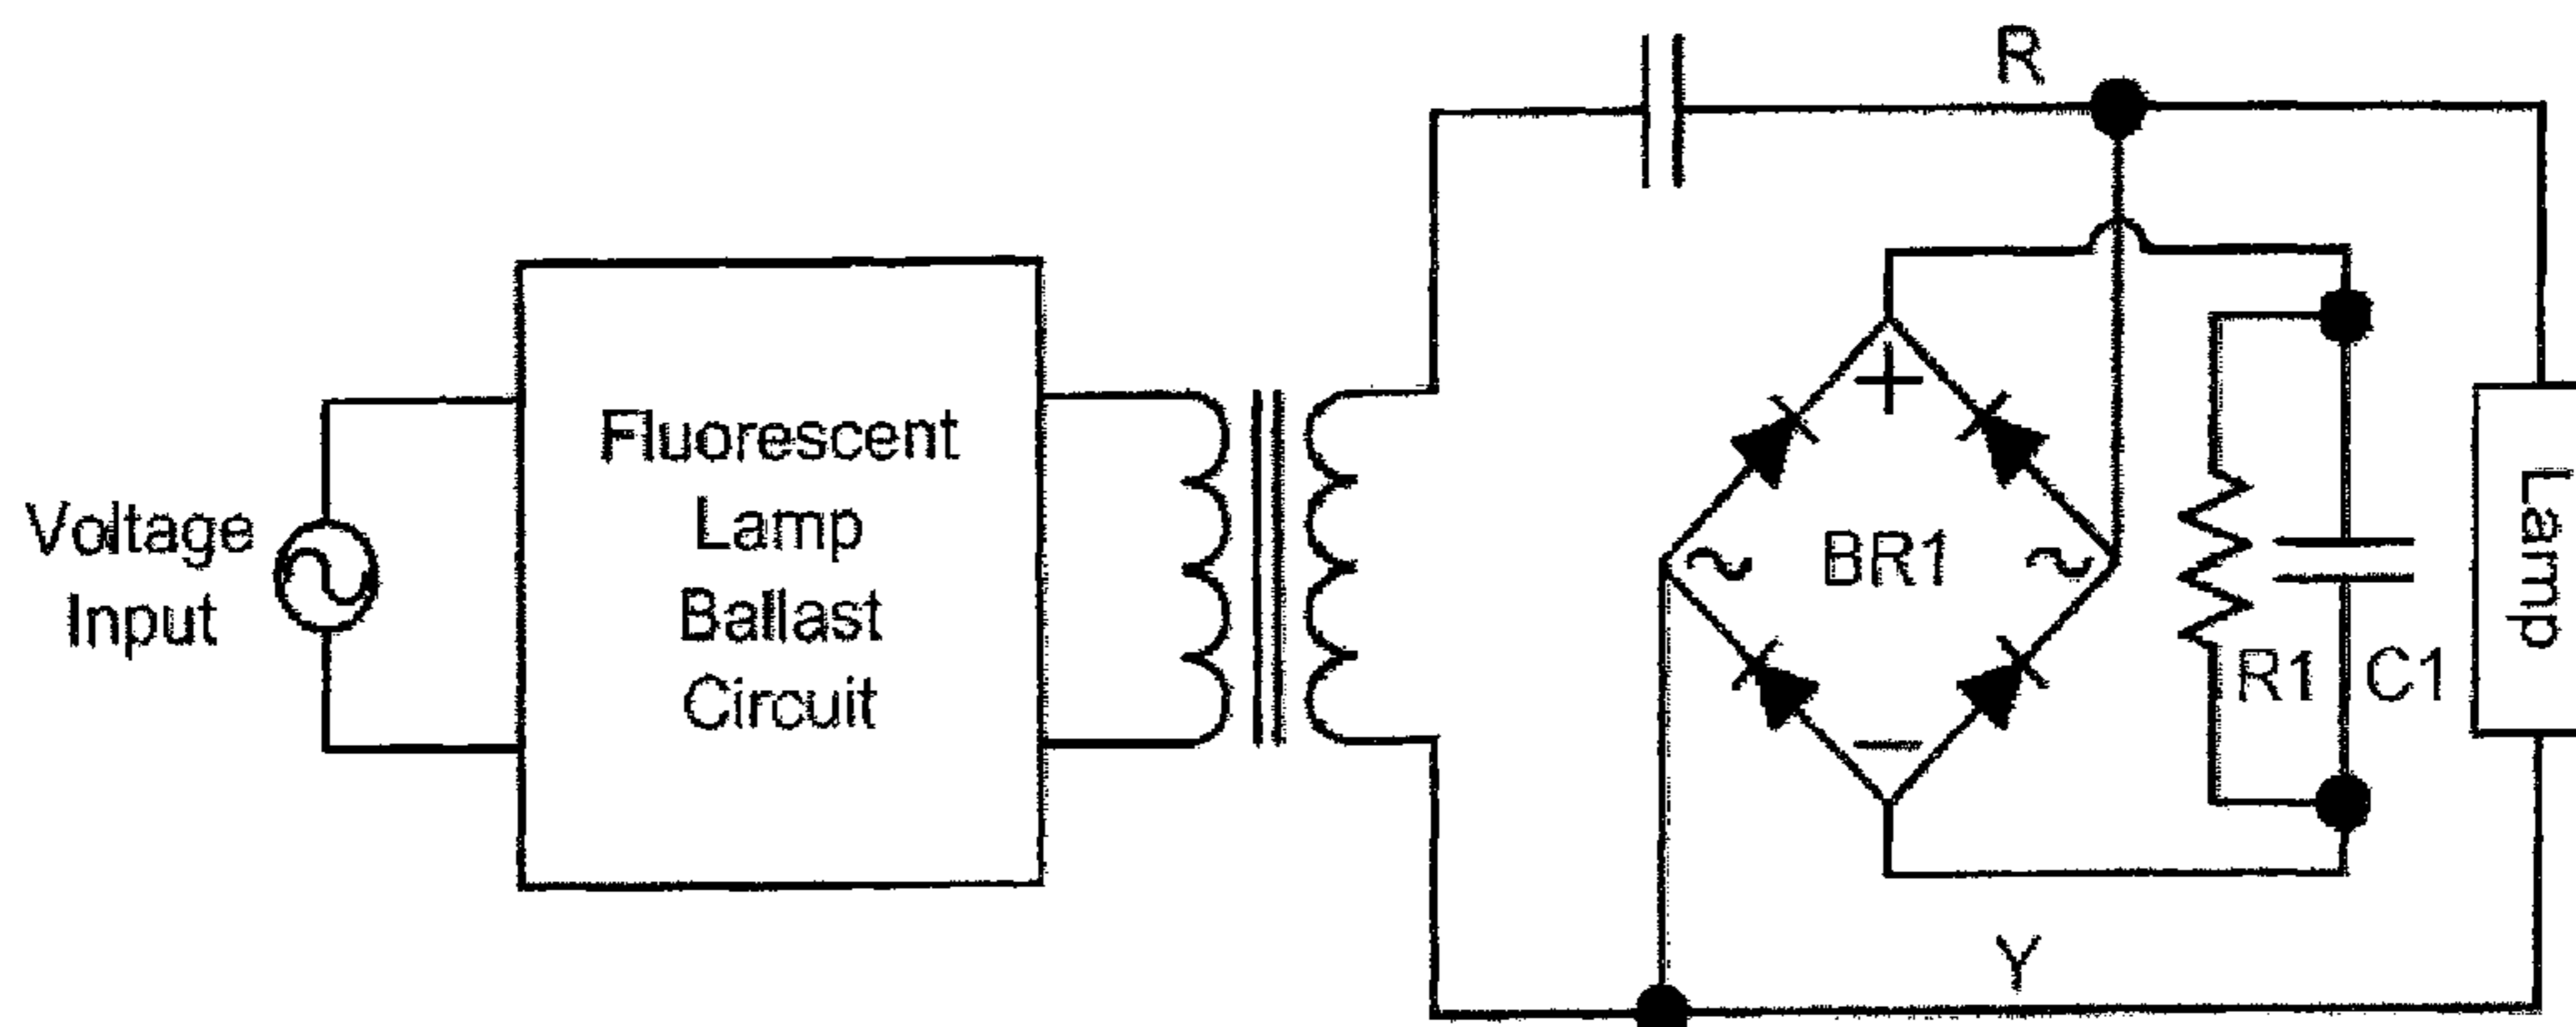 R
Voltage
Input
Fluorescent
Lamp
Ballast
Circuit
+
~ BR1 ~
−
R1
C1
Lamp
Y